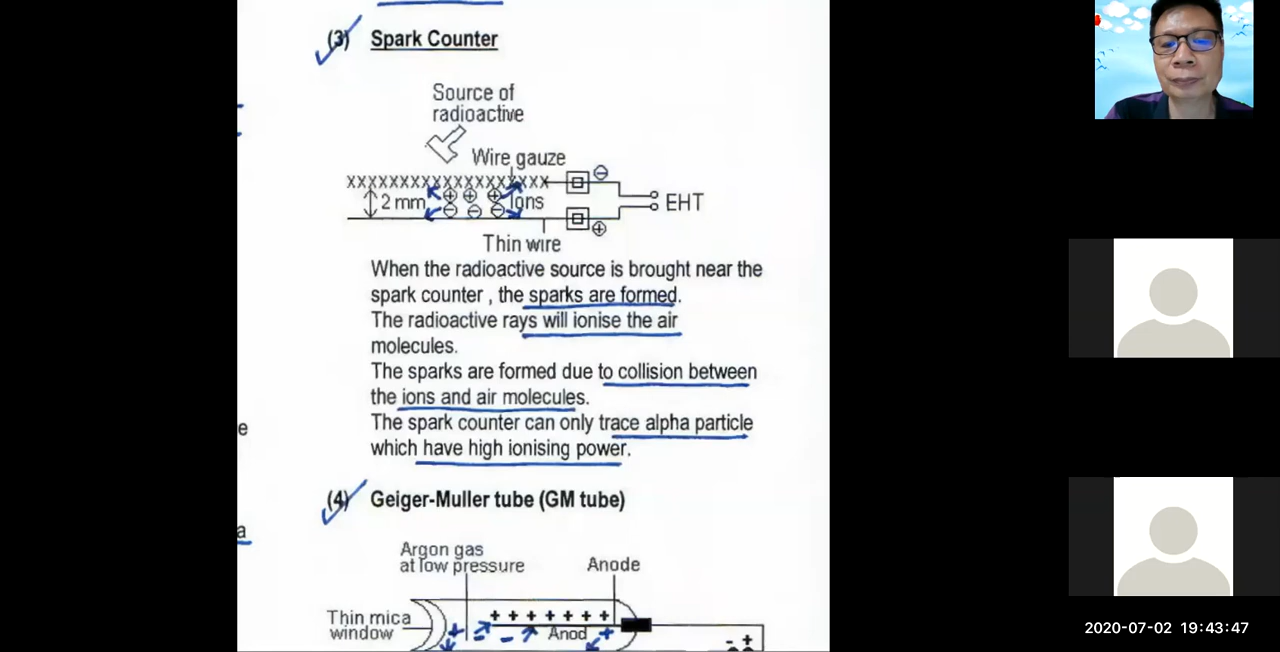 (3) Spark Counter
Source of
radioactive
Wire gauze
XXXXXXXXXXXXXXXXXXXX
2 mm
Ions
EHT
Thin wire
When the radioactive source is brought near the
spark counter , the sparks are formed.
The radioactive rays will ionise the air
molecules.
The sparks are formed due to collision between
the ions and air molecules.
e
The spark counter can only trace alpha particle
which have high ionising power.
(4) Geiger-Muller tube (GM tube)
a
Argon gas
at low pressure
Anode
Thin mica
window
+ + + + + + +
Anod
- +
2020-07-02 19:43:47